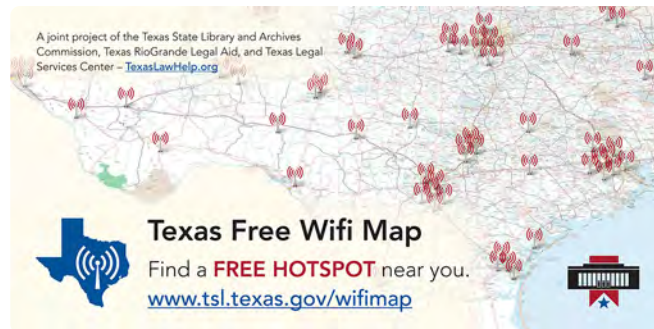 A joint project of the Texas State Library and Archives
Commission, Texas RioGrande Legal Aid, and Texas Legal
Services Center – TexasLawHelp.org
Texas Free Wifi Map
Find a FREE HOTSPOT near you.
www.tsl.texas.gov/wifimap